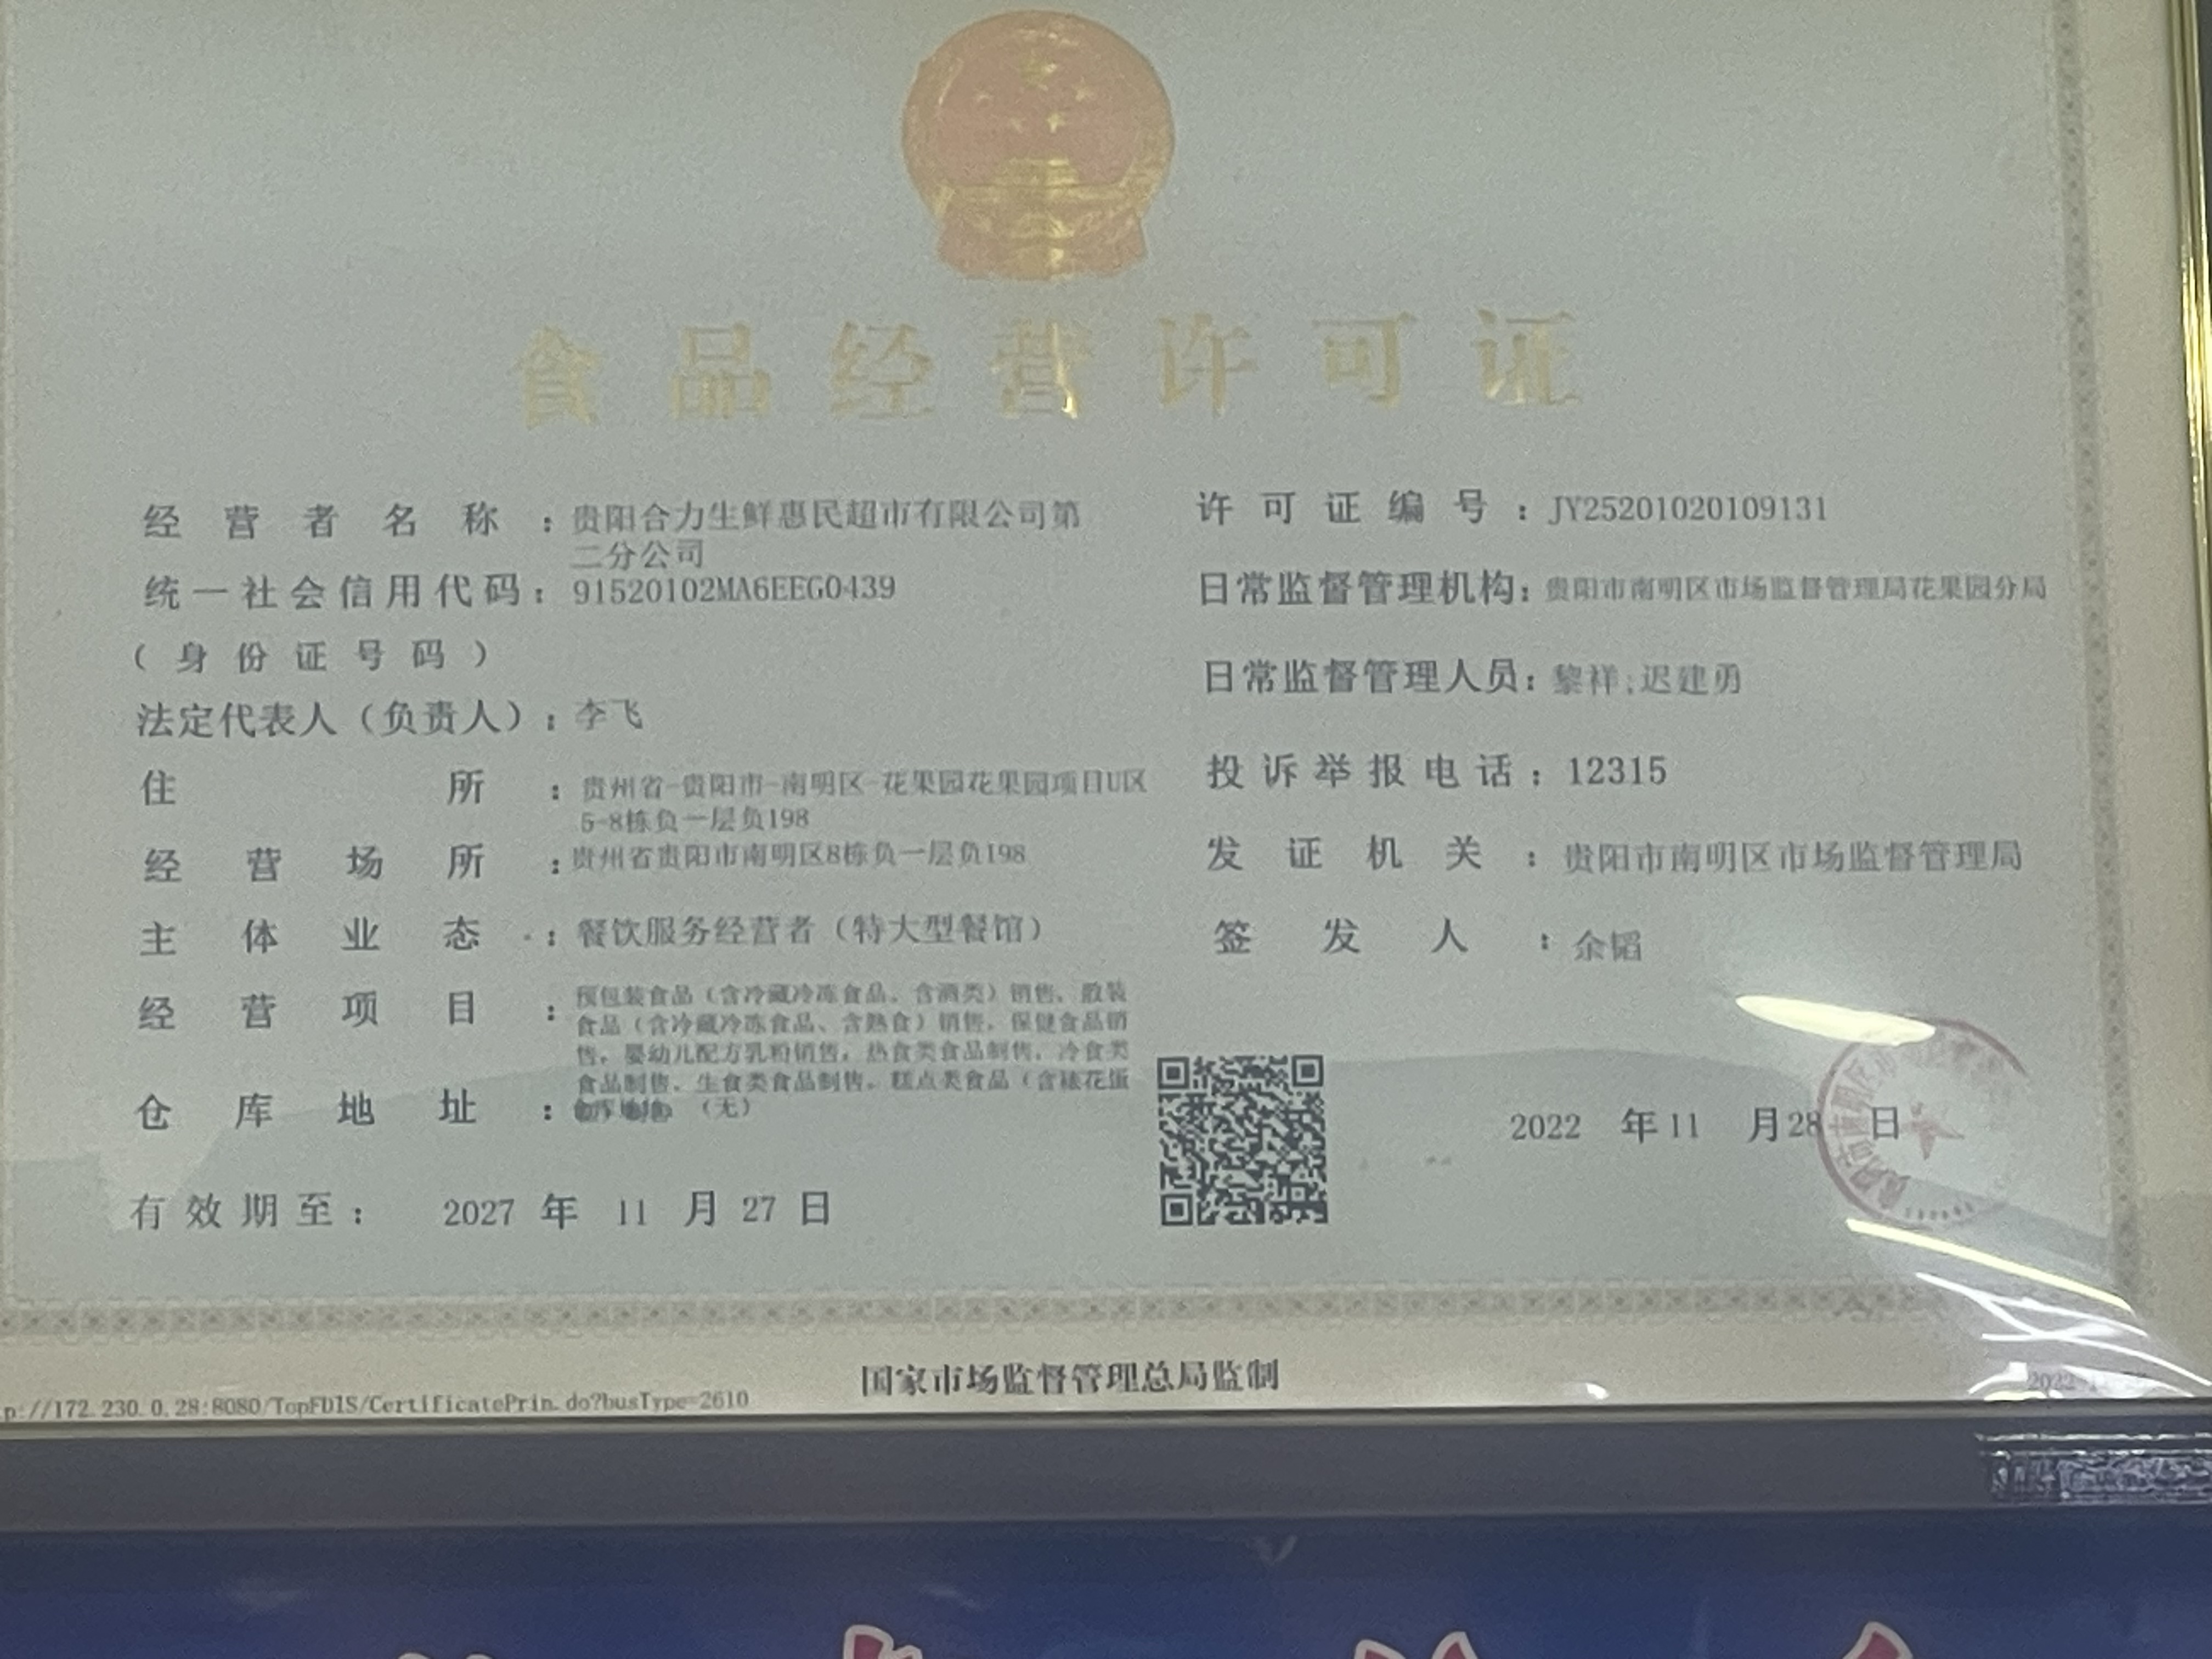 食品经营许可证
经营者名称：贵阳合力生鲜惠民超市有限公司第
二分公司
统一社会信用代码：91520102MA6EEG0439
（身份证号码）
法定代表人（负责人）：李飞
住所：贵州省-贵阳市-南明区-花果园花果园项目U区
5-8栋负一层负198
经营场所：贵州省贵阳市南明区8栋负一层负198
主体业态：餐饮服务经营者（特大型餐馆）
经营项目：预包装食品（含冷藏冷冻食品、含酒类）销售、散装
食品（含冷藏冷冻食品、含熟食）销售，保健食品销
售，婴幼儿配方乳粉销售，热食类食品制售，冷食类
食品制售、生食类食品制售，糕点类食品（含裱花蛋
仓库地址：（无）
有效期至：2027年11月27日
许可证编号：JY25201020109131
日常监督管理机构：贵阳市南明区市场监督管理局花果园分局
日常监督管理人员：黎祥;迟建勇
投诉举报电话：12315
发证机关：贵阳市南明区市场监督管理局
签发人：余韬
2022年11月28日
国家市场监督管理总局监制
p://172.230.0.28:8080/TopFDIS/CertificatePrin.do?busType=2610